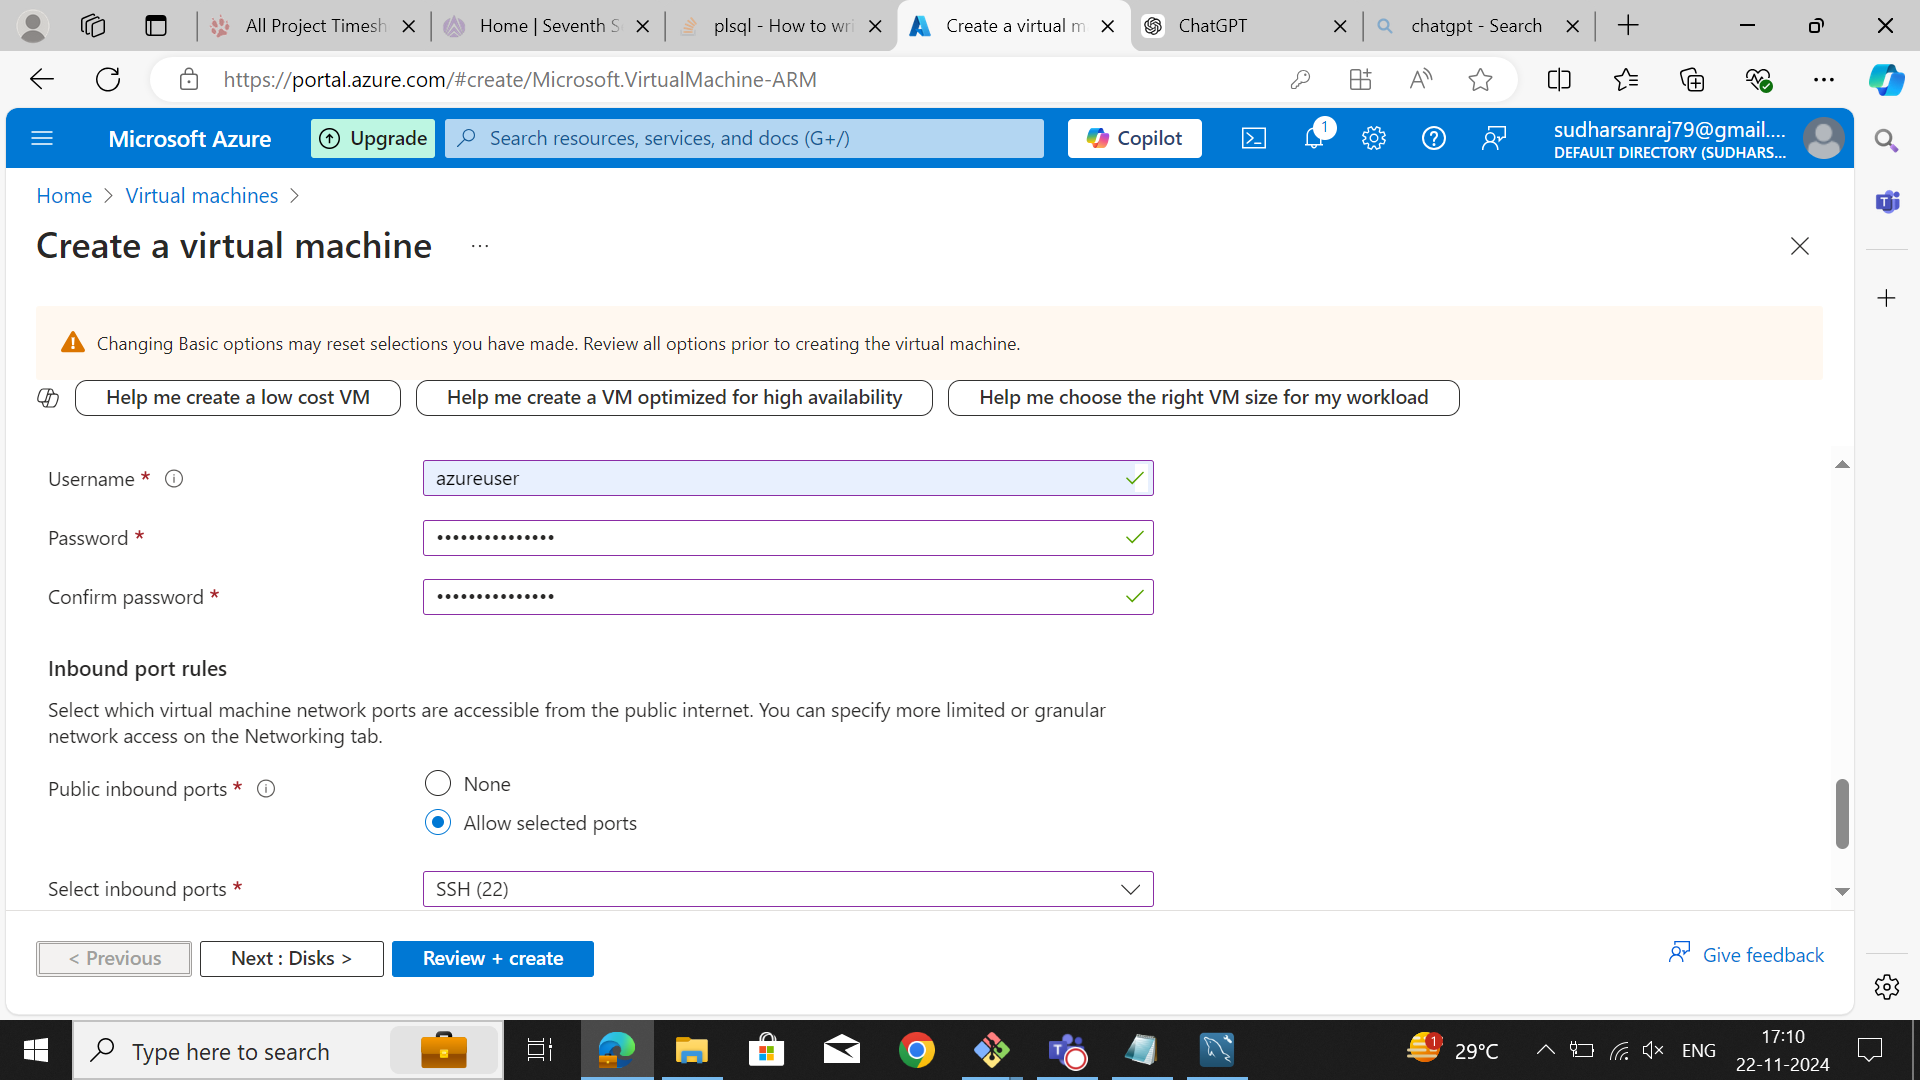 All Project Timesh
Home | Seventh S
plsql - How to wri
Create a virtual m
ChatGPT
chatgpt - Search
https://portal.azure.com/#create/Microsoft.VirtualMachine-ARM
Microsoft Azure
Upgrade
Search resources, services, and docs (G+/)
Copilot
1
sudharsanraj79@gmail....
DEFAULT DIRECTORY (SUDHARS...
Home > Virtual machines >
Create a virtual machine ...
Changing Basic options may reset selections you have made. Review all options prior to creating the virtual machine.
Help me create a low cost VM
Help me create a VM optimized for high availability
Help me choose the right VM size for my workload
Username *
azureuser
Password *
•••••••••••••••
Confirm password *
•••••••••••••••
Inbound port rules
Select which virtual machine network ports are accessible from the public internet. You can specify more limited or granular
network access on the Networking tab.
Public inbound ports *
None
Allow selected ports
Select inbound ports *
SSH (22)
< Previous
Next : Disks >
Review + create
Give feedback
Type here to search
1
29°C
ENG
17:10
22-11-2024